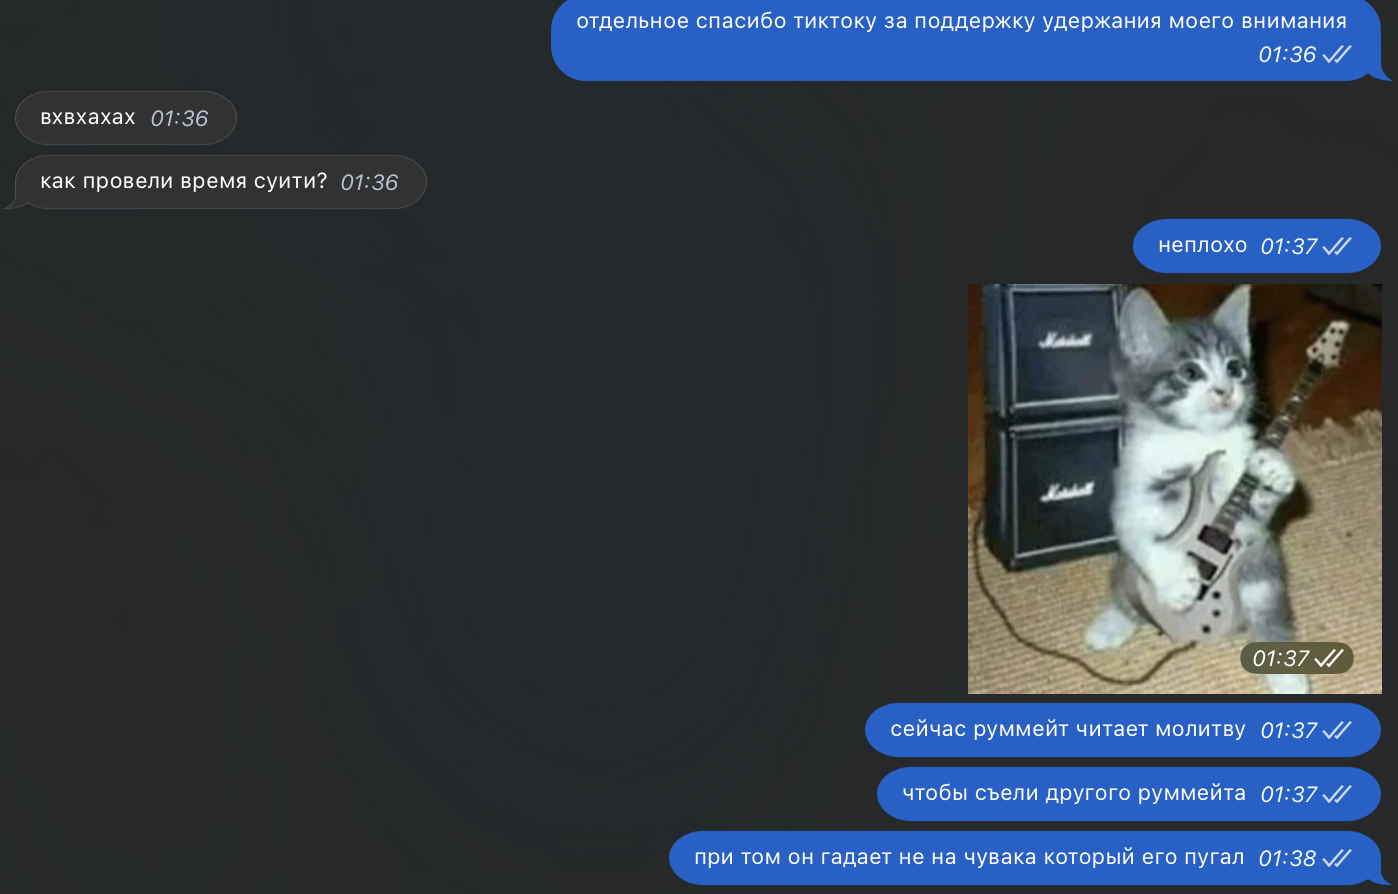 отдельное спасибо тиктоку за поддержку удержания моего внимания
01:36
вхвхахах 01:36
как провели время суити? 01:36
неплохо 01:37
Marshall
Marshall
01:37
сейчас руммейт читает молитву 01:37
чтобы съели другого руммейта 01:37
при том он гадает не на чувака который его пугал 01:38